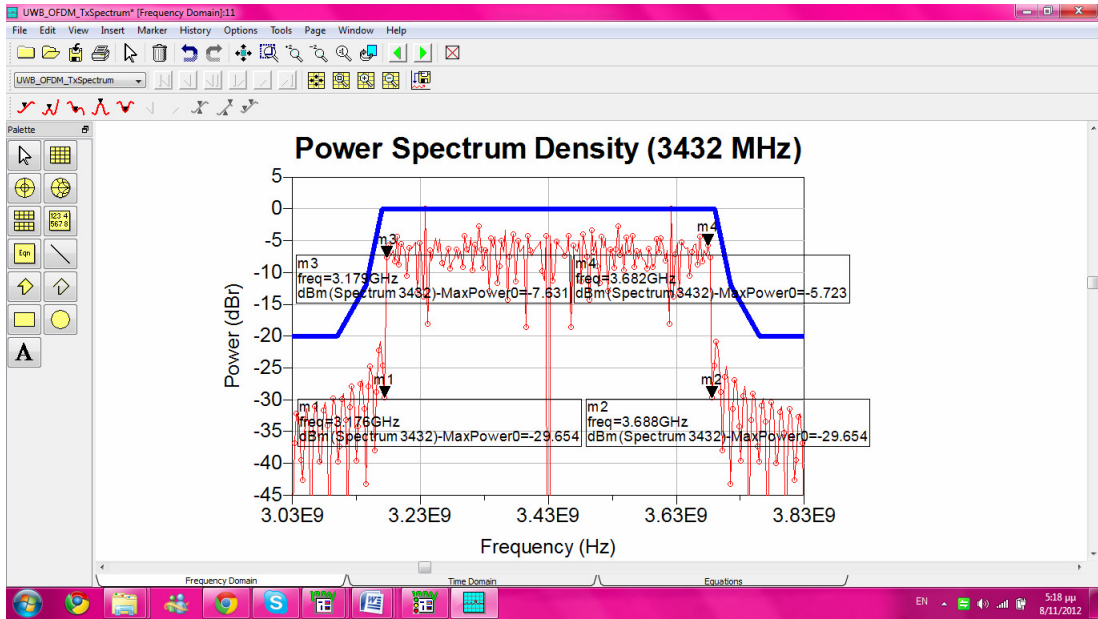 UWB_OFDM_TxSpectrum* [Frequency Domain]:11
File Edit View Insert Marker History Options Tools Page Window Help
UWB_OFDM_TxSpectrum
Palette
Eqn
A
Power Spectrum Density (3432 MHz)
5
0
-5
-10
-15
-20
-25
-30
-35
-40
-45
Power (dBr)
m3
m4
m3
freq=3.179GHz
dBm(Spectrum3432)-MaxPower0=-7.631
m4
freq=3.682GHz
dBm(Spectrum3432)-MaxPower0=-5.723
m1
m2
m1
freq=3.176GHz
dBm(Spectrum3432)-MaxPower0=-29.654
m2
freq=3.688GHz
dBm(Spectrum3432)-MaxPower0=-29.654
3.03E9 3.23E9 3.43E9 3.63E9 3.83E9
Frequency (Hz)
Frequency Domain Time Domain Equations
EN
5:18 μμ
8/11/2012